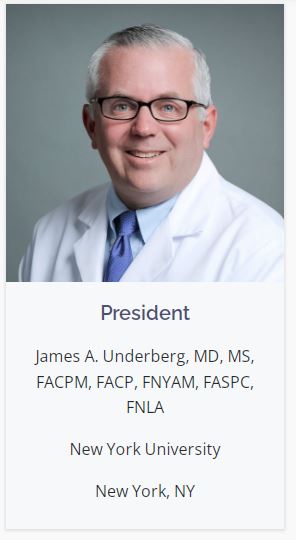 President
James A. Underberg, MD, MS,
FACPM, FACP, FNYAM, FASPC,
FNLA
New York University
New York, NY